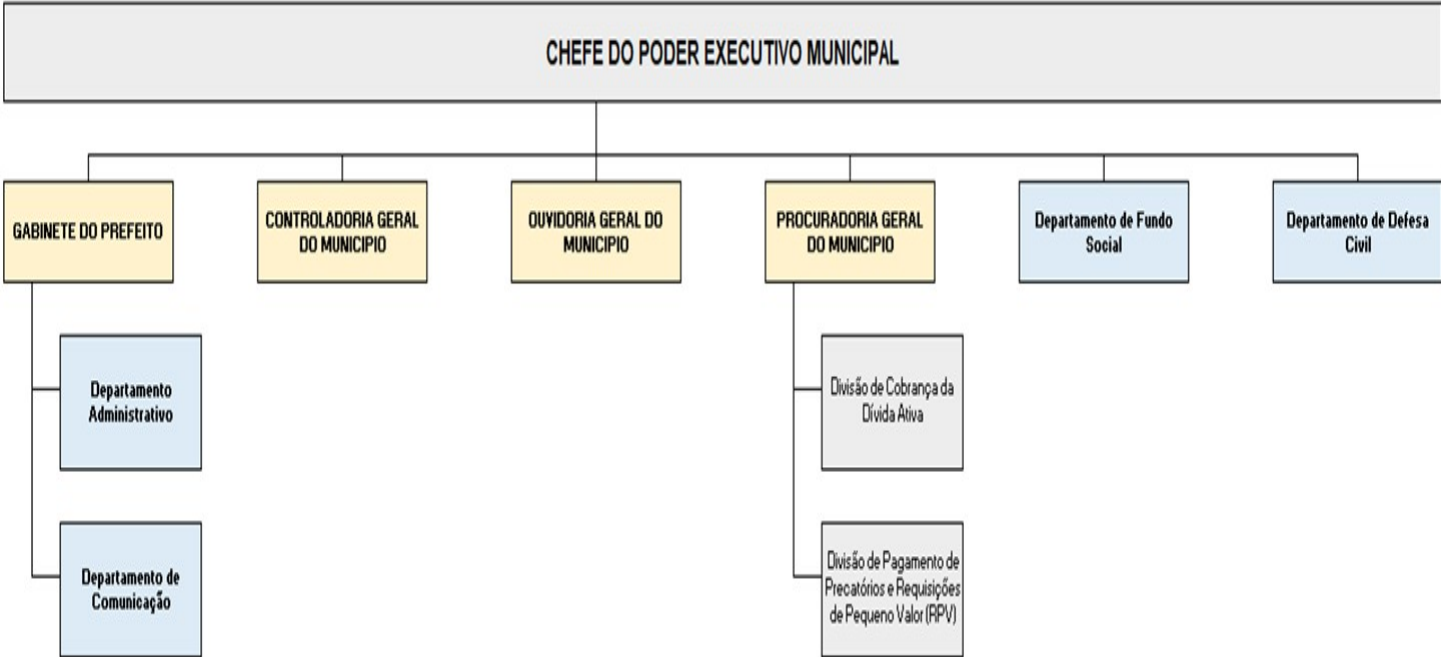 CHEFE DO PODER EXECUTIVO MUNICIPAL
GABINETE DO PREFEITO
CONTROLADORIA GERAL
DO MUNICIPIO
OUVIDORIA GERAL DO
MUNICIPIO
PROCURADORIA GERAL
DO MUNICIPIO
Departamento de Fundo
Social
Departamento de Defesa
Civil
Departamento
Administrativo
Divisão de Cobrança da
Dívida Ativa
Departamento de
Comunicação
Divisão de Pagamento de
Precatórios e Requisições
de Pequeno Valor (RPV)